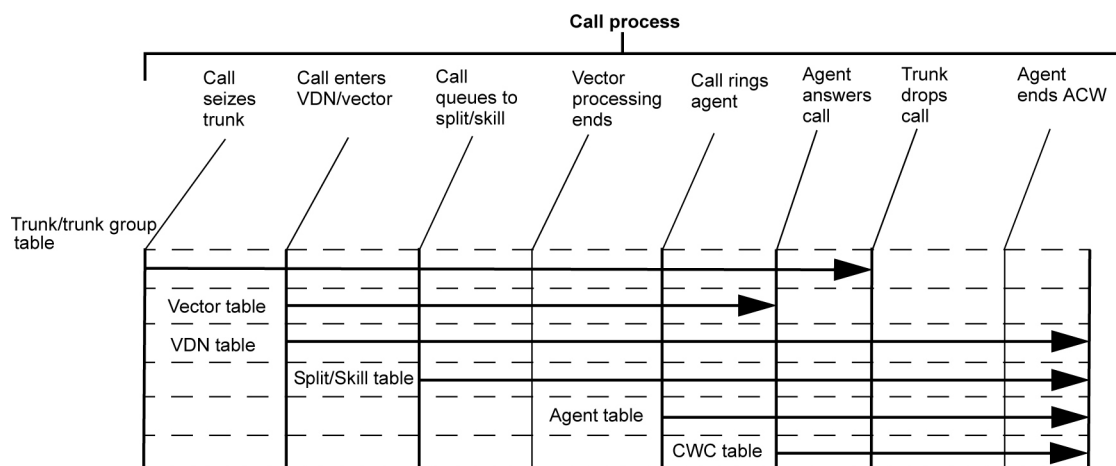 Call process
Call
seizes
trunk
Call enters
VDN/vector
Call
queues to
split/skill
Vector
processing
ends
Call rings
agent
Agent
answers
call
Trunk
drops
call
Agent
ends ACW
Trunk/trunk group
table
Vector table
VDN table
Split/Skill table
Agent table
CWC table